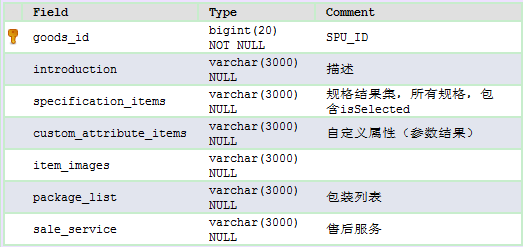 Field Type Comment
goods_id bigint(20) NOT NULL SPU_ID
introduction varchar(3000) NULL 描述
specification_items varchar(3000) NULL 规格结果集，所有规格，包含isSelected
custom_attribute_items varchar(3000) NULL 自定义属性（参数结果）
item_images varchar(3000) NULL
package_list varchar(3000) NULL 包装列表
sale_service varchar(3000) NULL 售后服务